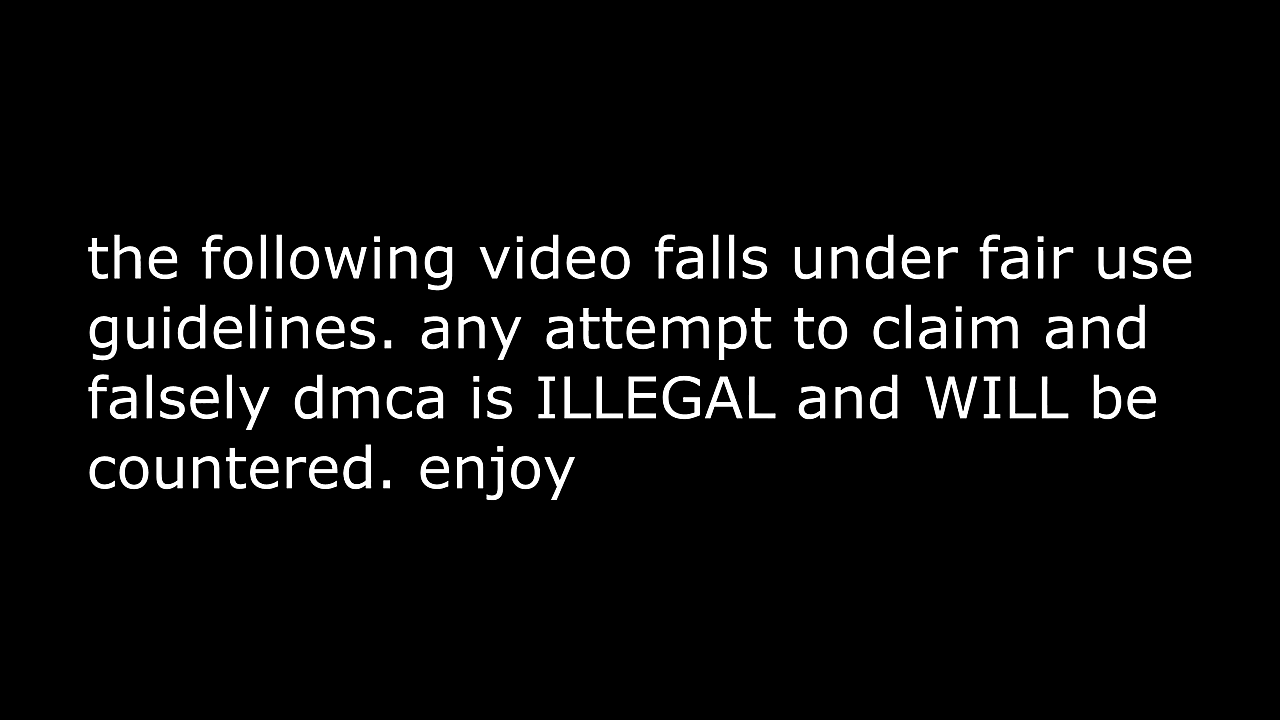 the following video falls under fair use
guidelines. any attempt to claim and
falsely dmca is ILLEGAL and WILL be
countered. enjoy